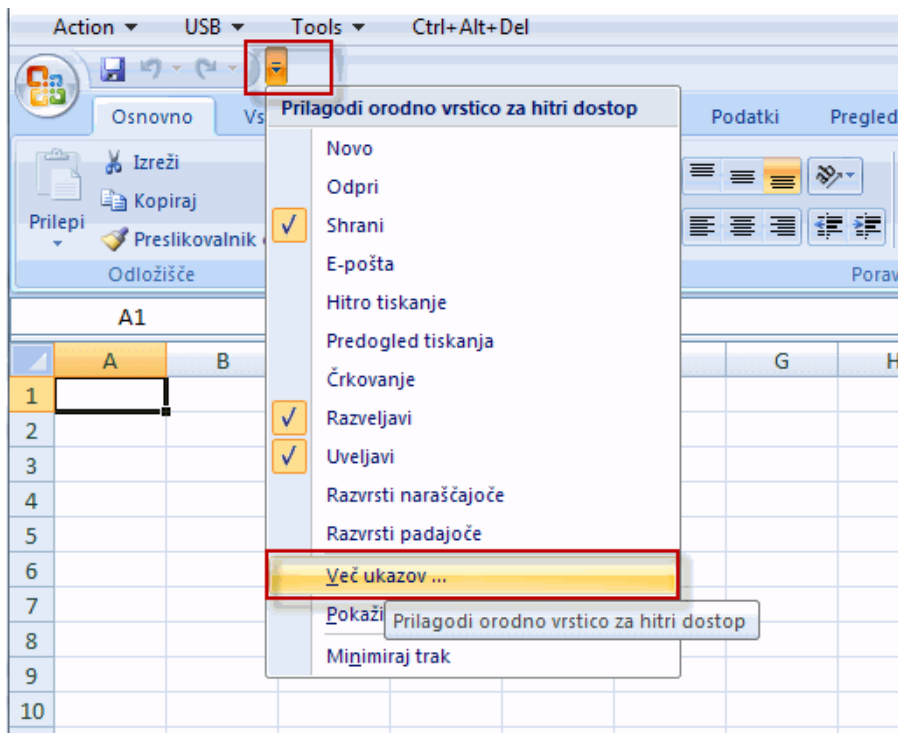 Action USB Tools Ctrl+Alt+Del
Prilagodi orodno vrstico za hitri dostop
Osnovno Vs Podatki Pregled
Izreži
Kopiraj
Prilepi
Preslikovalnik
Odložišče Porav
Novo
Odpri
Shrani
E-pošta
Hitro tiskanje
Predogled tiskanja
Črkovanje
Razveljavi
Uveljavi
Razvrsti naraščajoče
Razvrsti padajoče
Več ukazov ...
Pokaži
Prilagodi orodno vrstico za hitri dostop
Minimiraj trak
A1
A B G H
1
2
3
4
5
6
7
8
9
10